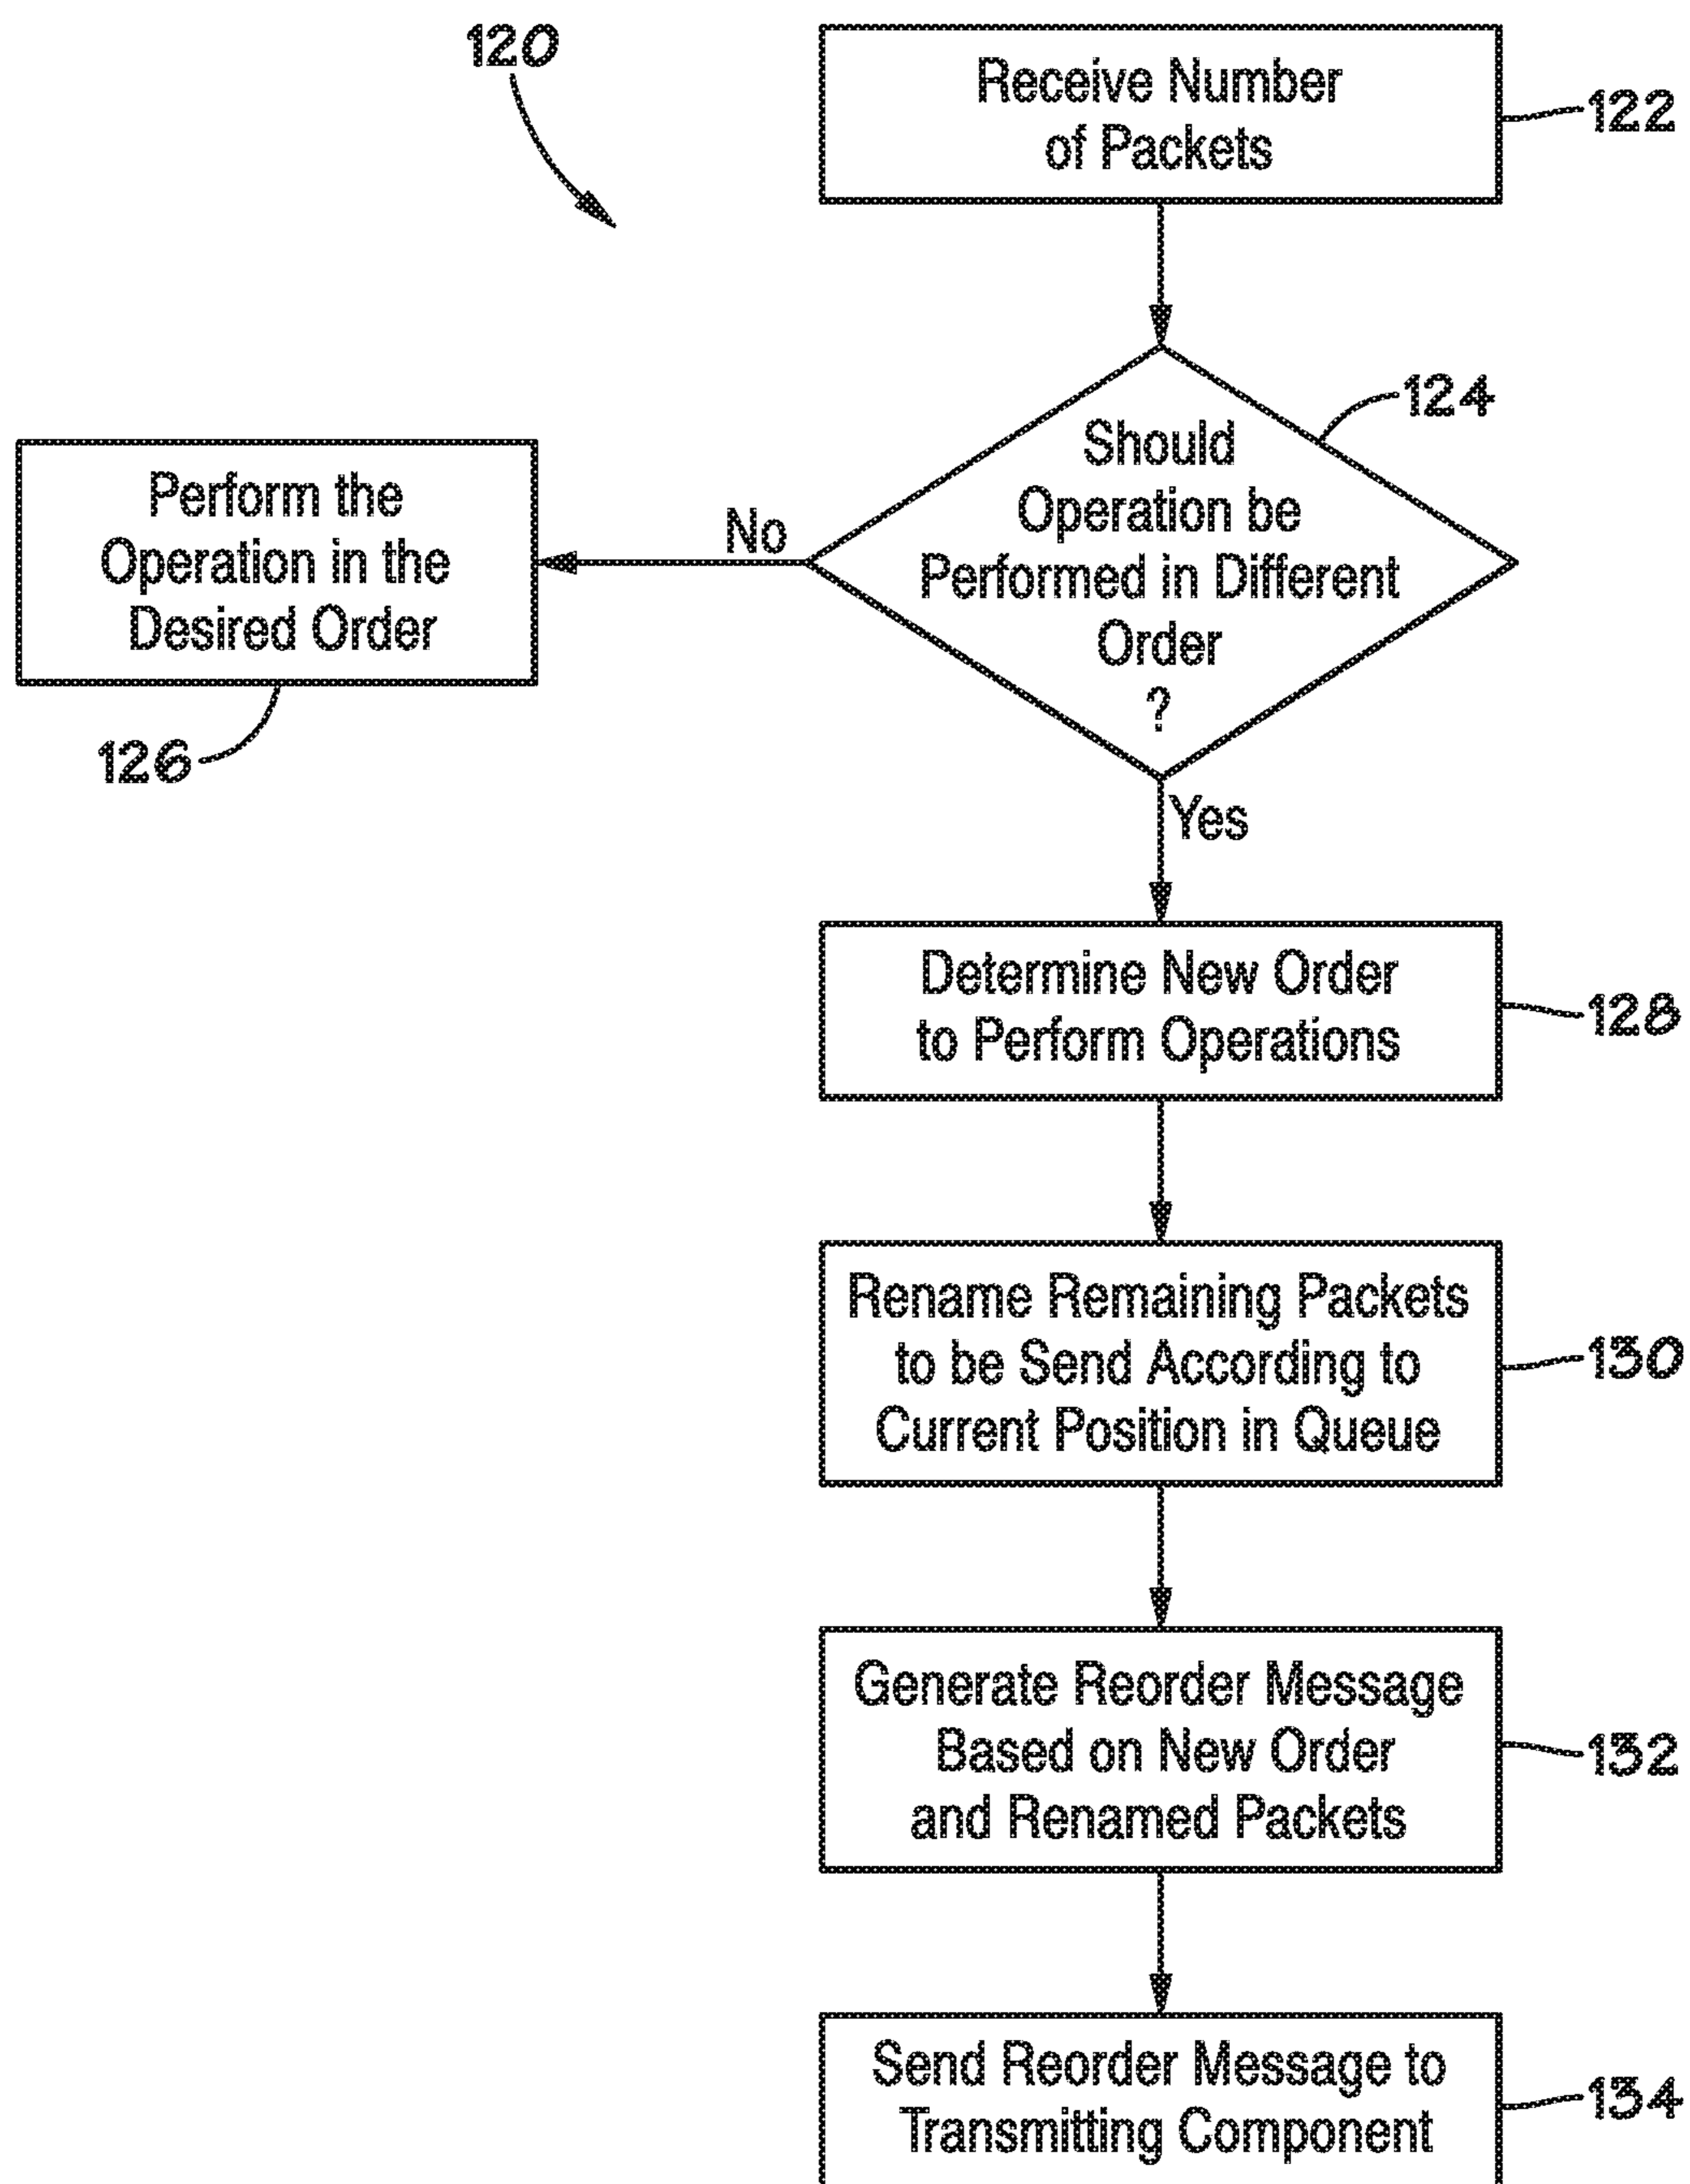 120
Receive Number
of Packets
122
124
Should
Operation be
Performed in Different
Order
?
No
Perform the
Operation in the
Desired Order
126
Yes
Determine New Order
to Perform Operations
128
Rename Remaining Packets
to be Send According to
Current Position in Queue
130
Generate Reorder Message
Based on New Order
and Renamed Packets
132
Send Reorder Message to
Transmitting Component
134